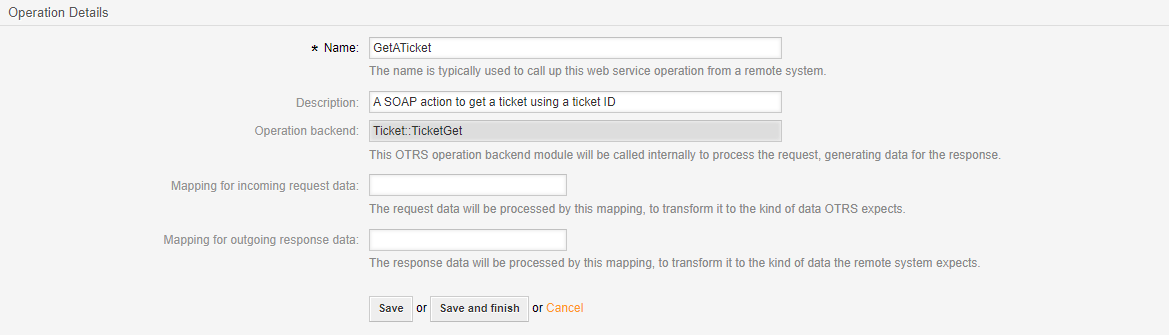 Operation Details
* Name: GetATicket
The name is typically used to call up this web service operation from a remote system.
Description: A SOAP action to get a ticket using a ticket ID
Operation backend: Ticket::TicketGet
This OTRS operation backend module will be called internally to process the request, generating data for the response.
Mapping for incoming request data:
The request data will be processed by this mapping, to transform it to the kind of data OTRS expects.
Mapping for outgoing response data:
The response data will be processed by this mapping, to transform it to the kind of data the remote system expects.
Save or Save and finish or Cancel